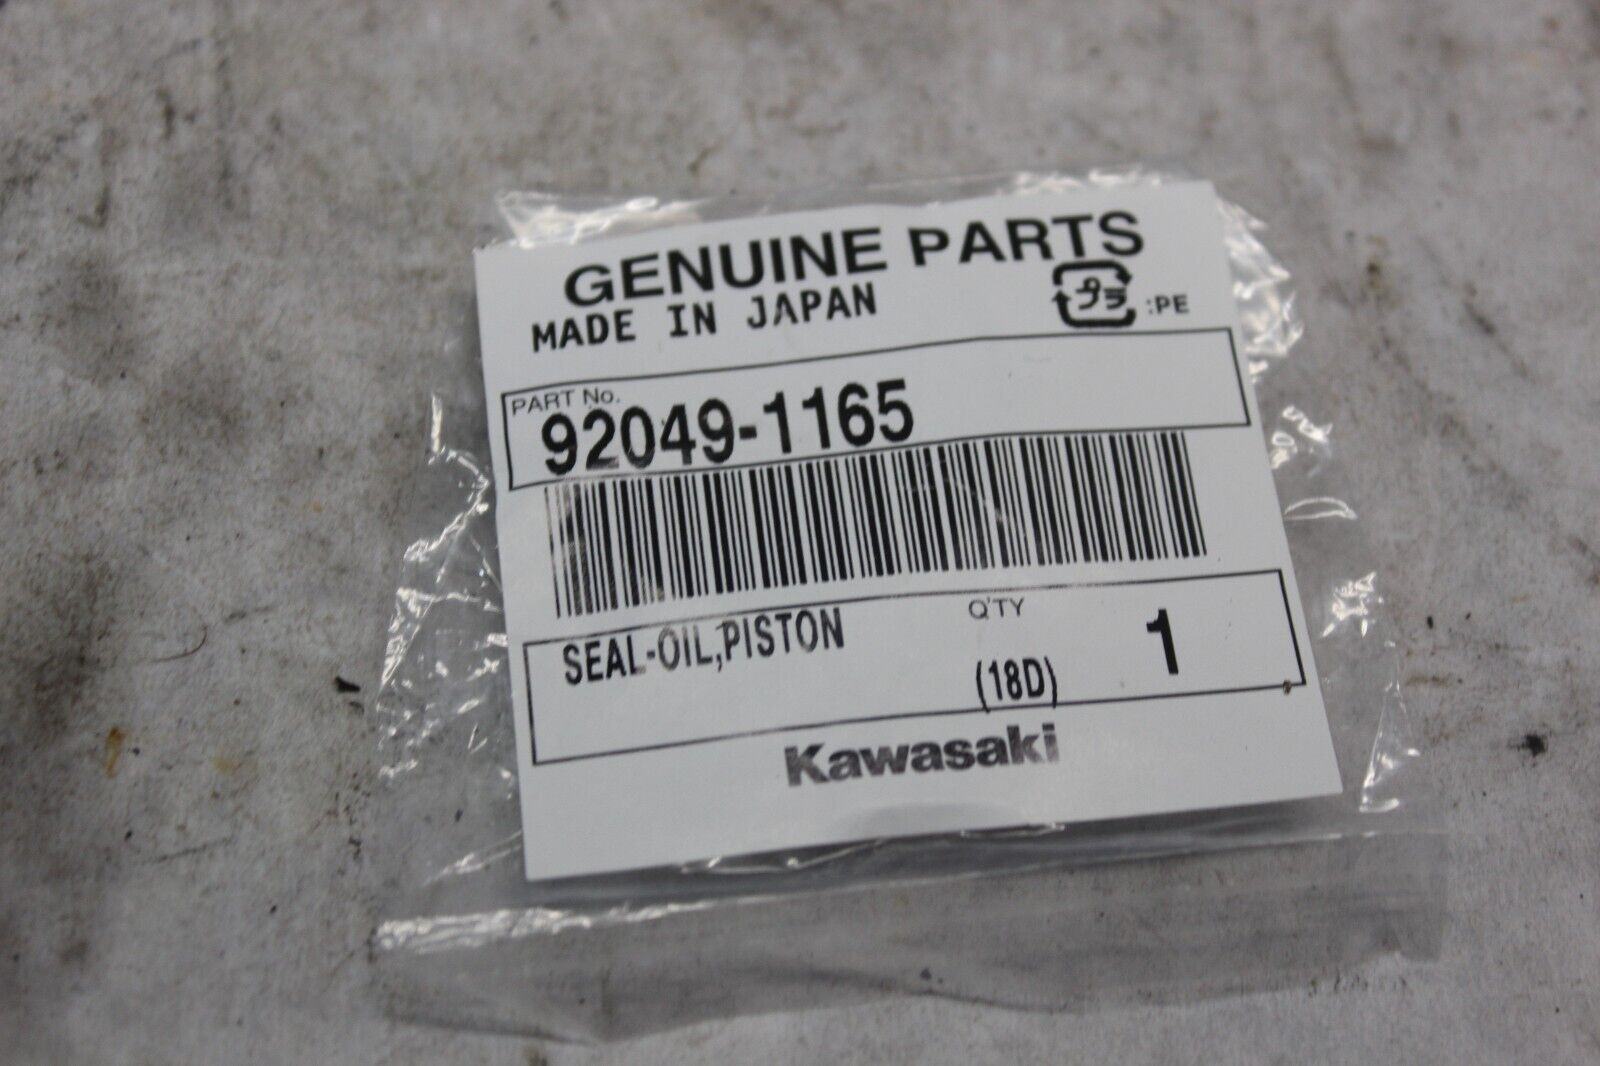 GENUINE PARTS
MADE IN JAPAN
プラ :PE
PART No.
92049-1165
SEAL-OIL,PISTON
Q'TY
(18D) 1
Kawasaki